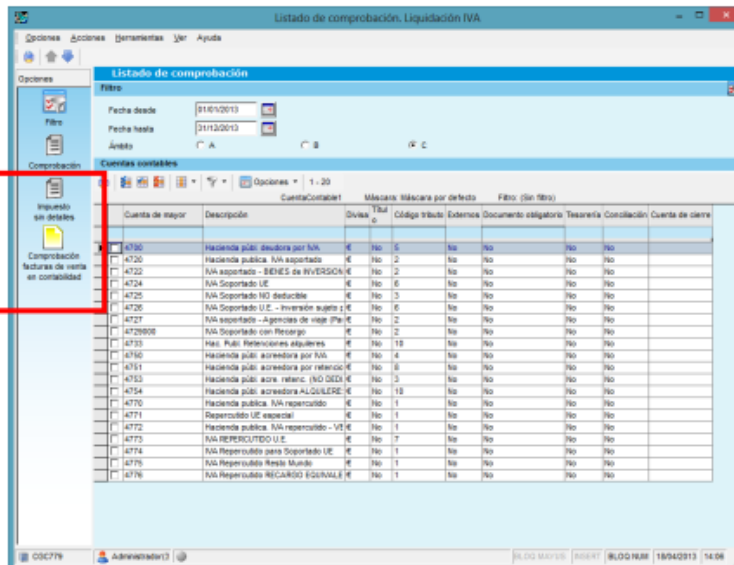 Listado de comprobación. Liquidación IVA
Opciones Acciones Herramientas Ver Ayuda
Opciones
Listado de comprobación
Filtro
Filtro
Fecha desde 01/01/2013
Fecha hasta 31/12/2013
Ámbito A B C
Comprobación
Cuentas contables
Opciones 1 - 20
Impuesto
sin detalles
CuentaContable1 Máscara: Máscara por defecto Filtro: (Sin filtro)
Cuenta de mayor Descripción Divisa Título Código tributo Externos Documento obligatorio Tesorería Conciliación Cuenta de cierre
Comprobación
facturas de venta
en contabilidad
4700 Hacienda públ. deudora por IVA € No 5 No No No No
4720 Hacienda publica. IVA soportado € No 2 No No No No
4722 IVA soportado - BIENES de INVERSION € No 2 No No No No
4724 IVA Soportado UE € No 6 No No No No
4725 IVA Soportado NO deducible € No 3 No No No No
4726 IVA Soportado U.E. - Inversión sujeto € No 6 No No No No
4727 IVA soportado - Agencias de viaje € No 2 No No No No
4729000 IVA Soportado con Recargo € No 2 No No No No
4733 Hac. Publ. Retenciones alquileres € No 10 No No No No
4750 Hacienda públ. acreedora por IVA € No 4 No No No No
4751 Hacienda públ. acreedora por retencio € No 8 No No No No
4753 Hacienda públ. acre. retenc. (NO DEDU € No 3 No No No No
4754 Hacienda públ. acreedora ALQUILERE € No 10 No No No No
4770 Hacienda publica. IVA repercutido € No 1 No No No No
4771 Repercutido UE especial € No 1 No No No No
4772 Hacienda publica. IVA repercutido - € No 1 No No No No
4773 IVA REPERCUTIDO U.E. € No 7 No No No No
4774 IVA Repercutido para Soportado UE € No 1 No No No No
4775 IVA Repercutido Resto Mundo € No 1 No No No No
4776 IVA Repercutido RECARGO EQUIVALE € No 1 No No No No
CGC779 BLOQ MAYUS INSERT BLOQ NUM 18/04/2013 14:06